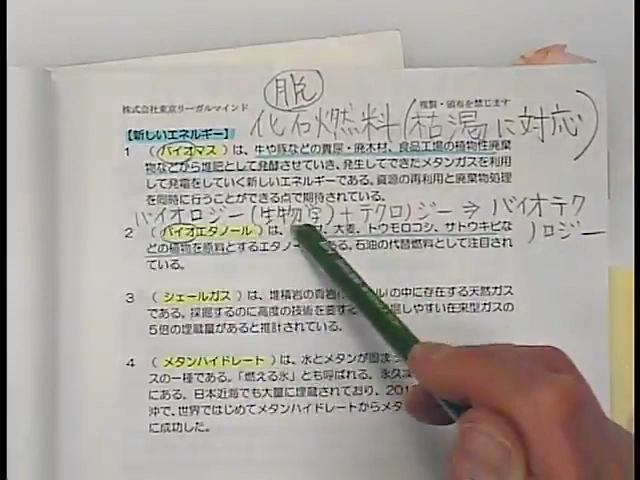 脱
株式会社東京リーガルマインド
複製・頒布を禁じます
化石燃料(枯渇に対応)
【新しいエネルギー】
1 (バイオマス)は、牛や豚などの糞尿・廃木材、食品工場の植物性廃棄
物などから堆肥として発酵させていき、発生してできたメタンガスを利用
して発電をしていく新しいエネルギーである。資源の再利用と廃棄物処理
を同時に行うことができる点で期待されている。
バイオロジー(生物学)+テクロジー⇒バイオテク
ノロジー
2 (バイオエタノール)は、 、大麦、トウモロコシ、サトウキビな
どの植物を原料とするエタノー ある。石油の代替燃料として注目され
ている。
3 (シェールガス)は、堆積岩の頁岩( ル)の中に存在する天然ガス
である。採掘するのに高度の技術を要する 掘しやすい在来型ガスの
5倍の埋蔵量があると推計されている。
4 (メタンハイドレート)は、水とメタンが固ま
スの一種である。「燃える氷」とも呼ばれる。永久
にある。日本近海でも大量に埋蔵されており、201
沖で、世界ではじめてメタンハイドレートからメタ
に成功した。